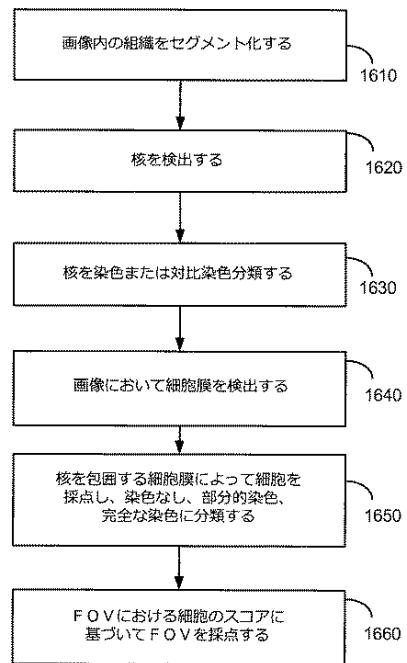 画像内の組織をセグメント化する
1610
核を検出する
1620
核を染色または対比染色分類する
1630
画像において細胞膜を検出する
1640
核を包囲する細胞膜によって細胞を
採点し、染色なし、部分的染色、
完全な染色に分類する
1650
FOVにおける細胞のスコアに
基づいてFOVを採点する
1660